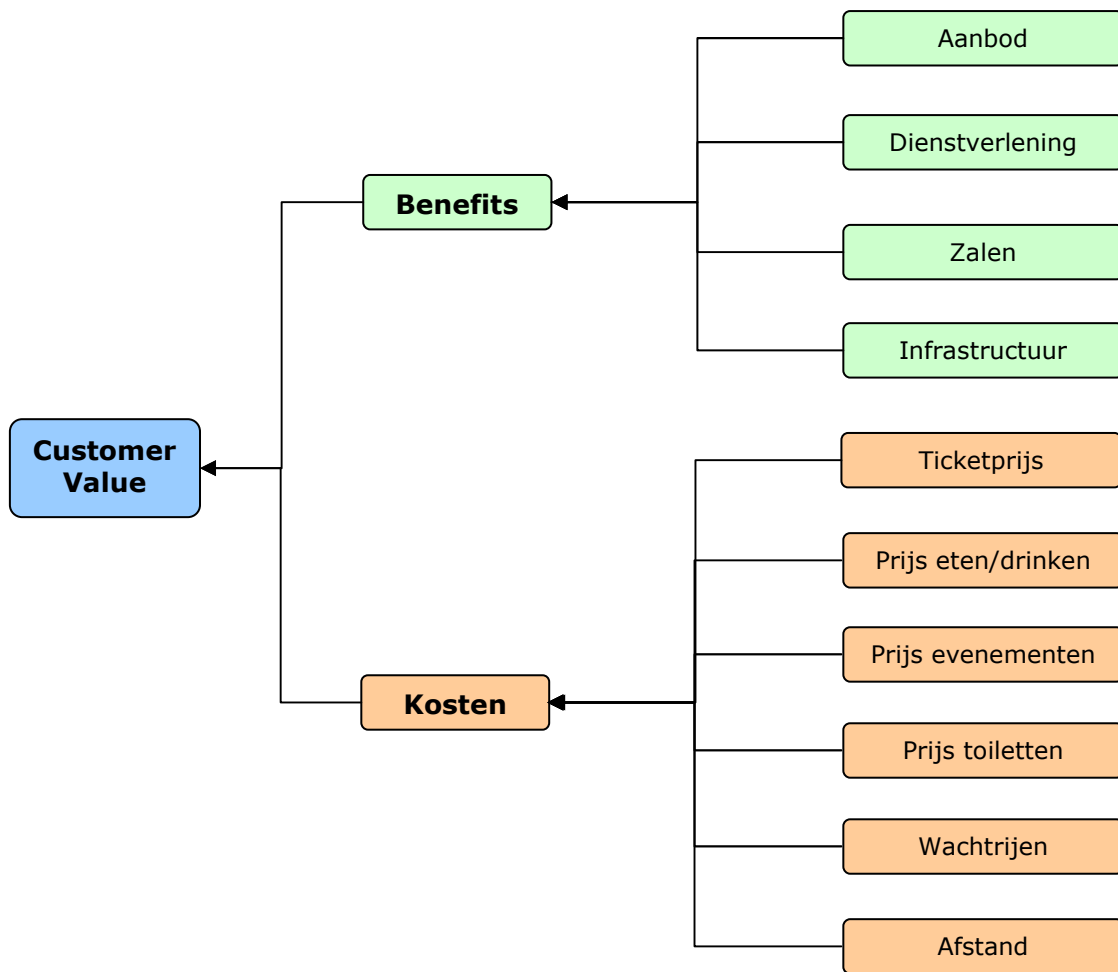 Aanbod
Dienstverlening
Benefits
Zalen
Infrastructuur
Customer
Value
Ticketprijs
Prijs eten/drinken
Prijs evenementen
Kosten
Prijs toiletten
Wachtrijen
Afstand